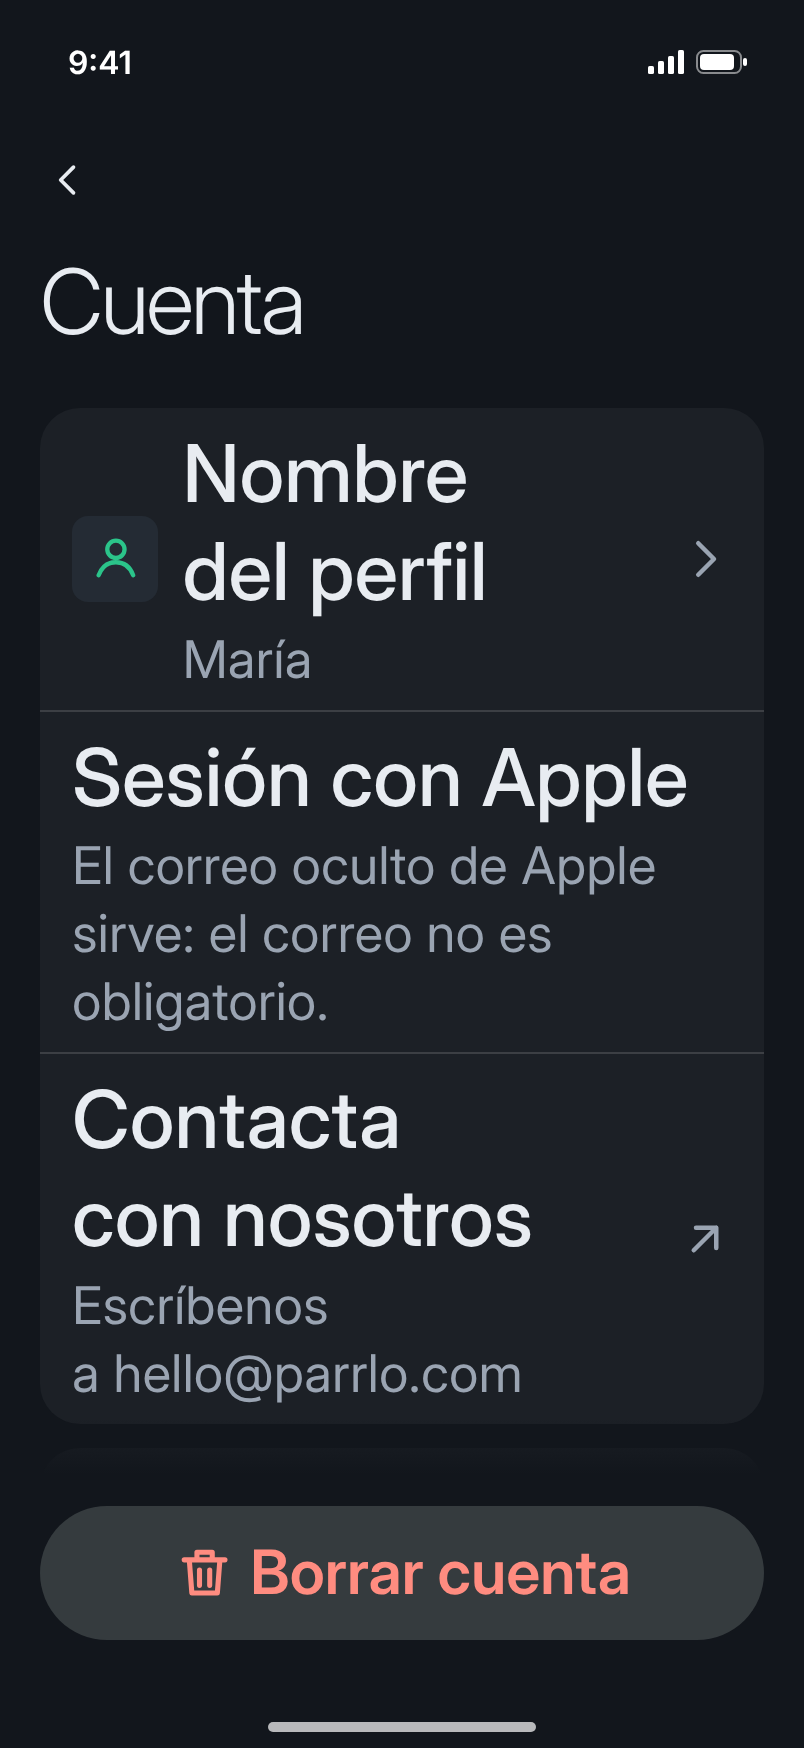 9:41
Cuenta
Nombre
del perfil
María
Sesión con Apple
El correo oculto de Apple
sirve: el correo no es
obligatorio.
Contacta
con nosotros
Escríbenos
a hello@parrlo.com
Borrar cuenta